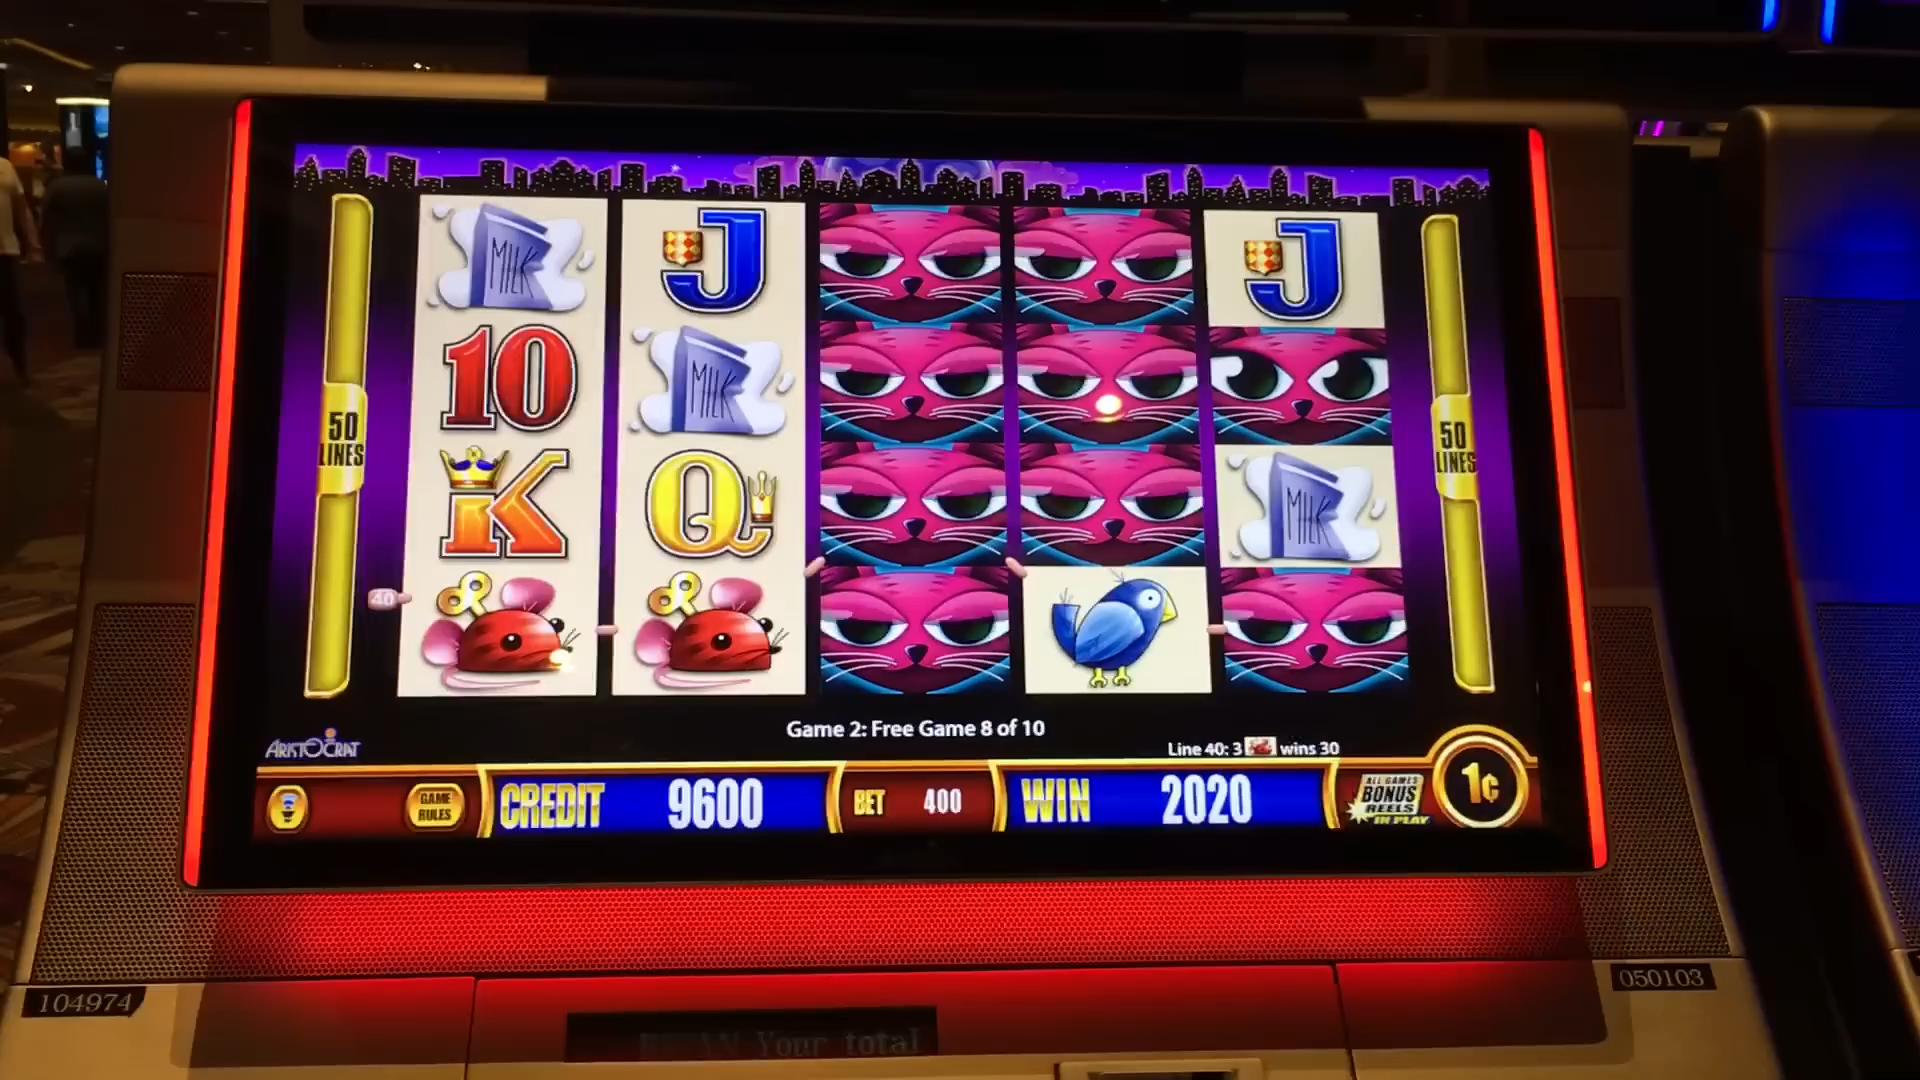 MILK
J
J
10
MILK
50
LINES
50
LINES
K
Q
MILK
40
Game 2: Free Game 8 of 10
ARISTOCRAT
Line 40: 3 wins 30
GAME
RULES
CREDIT 9600
BET 400
WIN 2020
ALL GAMES
BONUS
REELS
IN PLAY
1¢
104974
050103
Your total